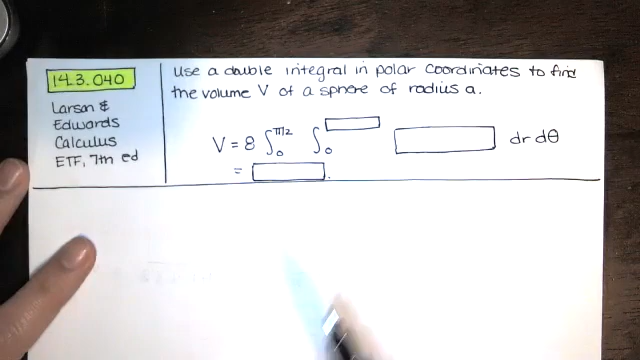 14.3.040
Larson &
Edwards
Calculus
ETF, 7th ed
Use a double integral in polar coordinates to find
the volume V of a sphere of radius a.
V = 8 ∫₀^π/2 ∫₀ dr dθ
= .